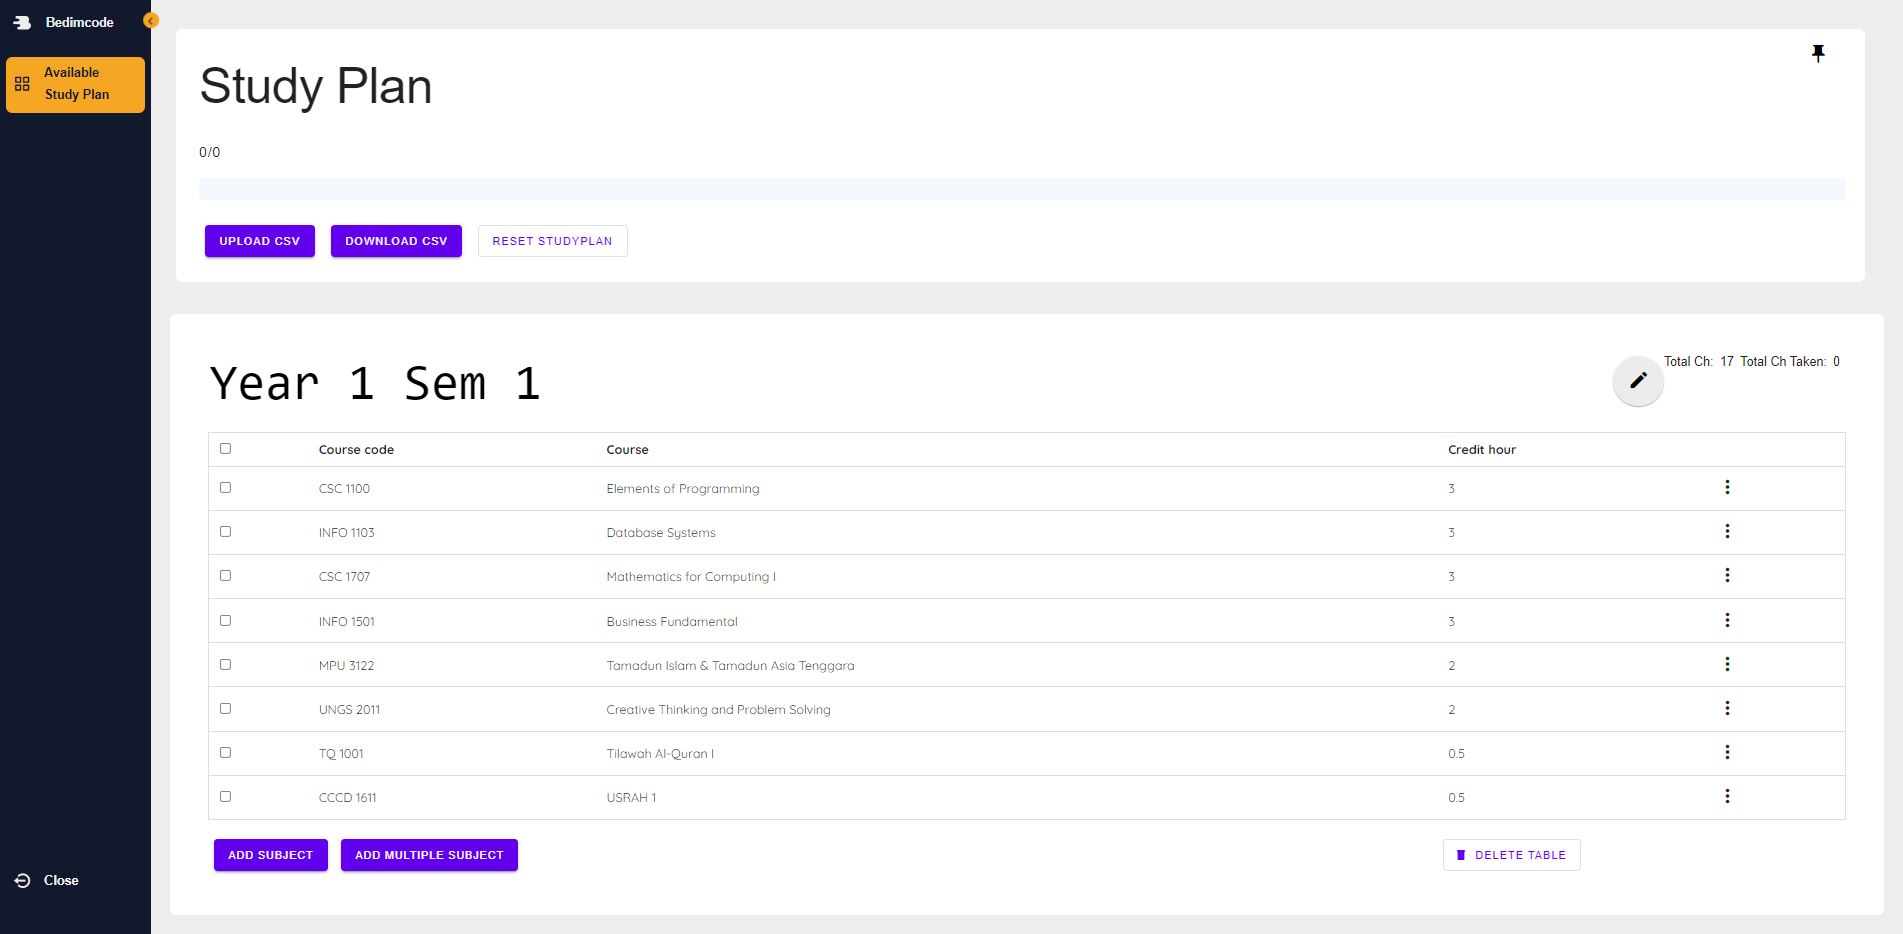 Bedimcode
Available
Study Plan
Close
Study Plan
0/0
UPLOAD CSV DOWNLOAD CSV RESET STUDYPLAN
Year 1 Sem 1
Total Ch: 17 Total Ch Taken: 0
Course code Course Credit hour
CSC 1100 Elements of Programming 3
INFO 1103 Database Systems 3
CSC 1707 Mathematics for Computing I 3
INFO 1501 Business Fundamental 3
MPU 3122 Tamadun Islam & Tamadun Asia Tenggara 2
UNGS 2011 Creative Thinking and Problem Solving 2
TQ 1001 Tilawah Al-Quran I 0.5
CCCD 1611 USRAH 1 0.5
ADD SUBJECT ADD MULTIPLE SUBJECT DELETE TABLE